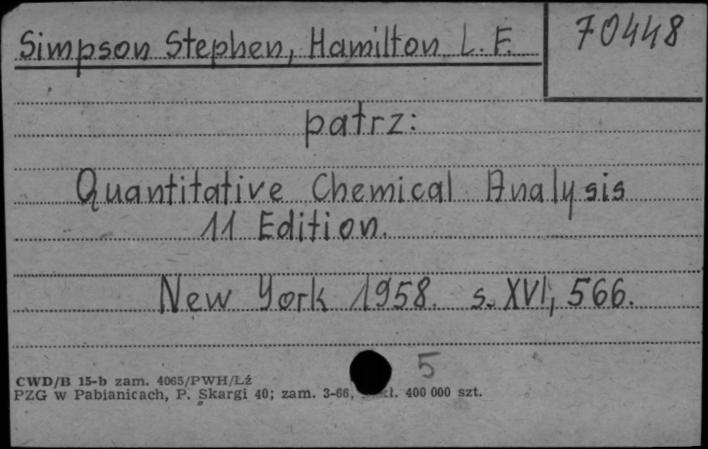 Simpson Stephen, Hamilton L. F.
70448
patrz:
Quantitative Chemical Analysis
11 Edition.
New York 1958. s. XVI, 566.
5
CWD/B 15-b zam. 4065/PWH/Łź
PZG w Pabianicach, P. Skargi 40; zam. 3-66, 400 000 szt.